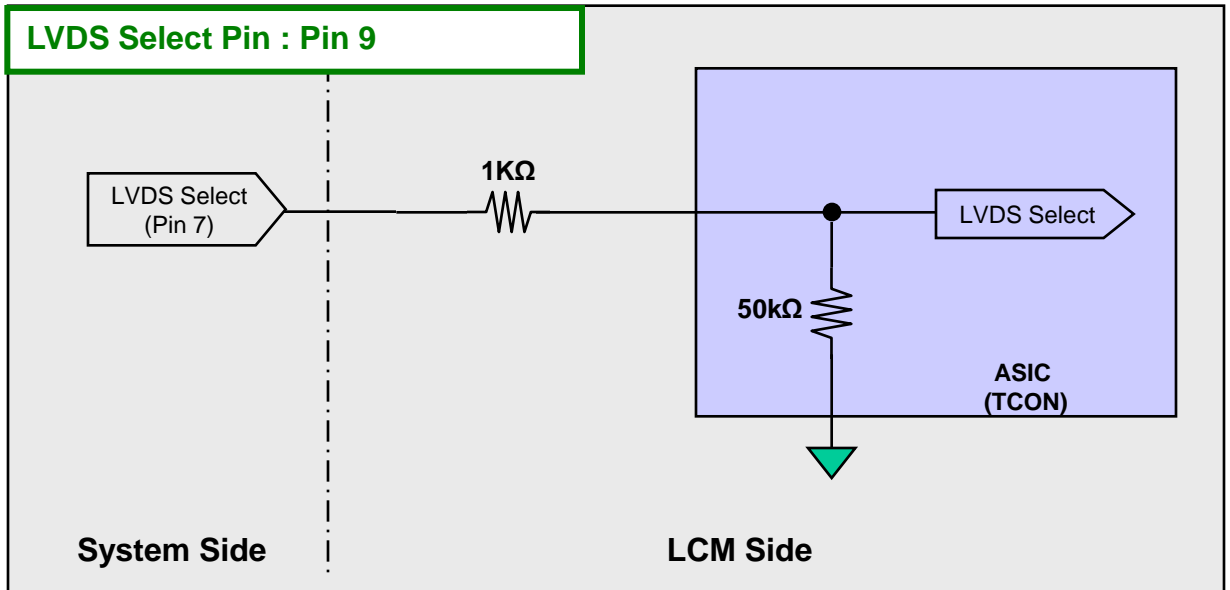 LVDS Select Pin : Pin 9
1KΩ
LVDS Select
(Pin 7)
LVDS Select
50kΩ
ASIC
(TCON)
System Side
LCM Side